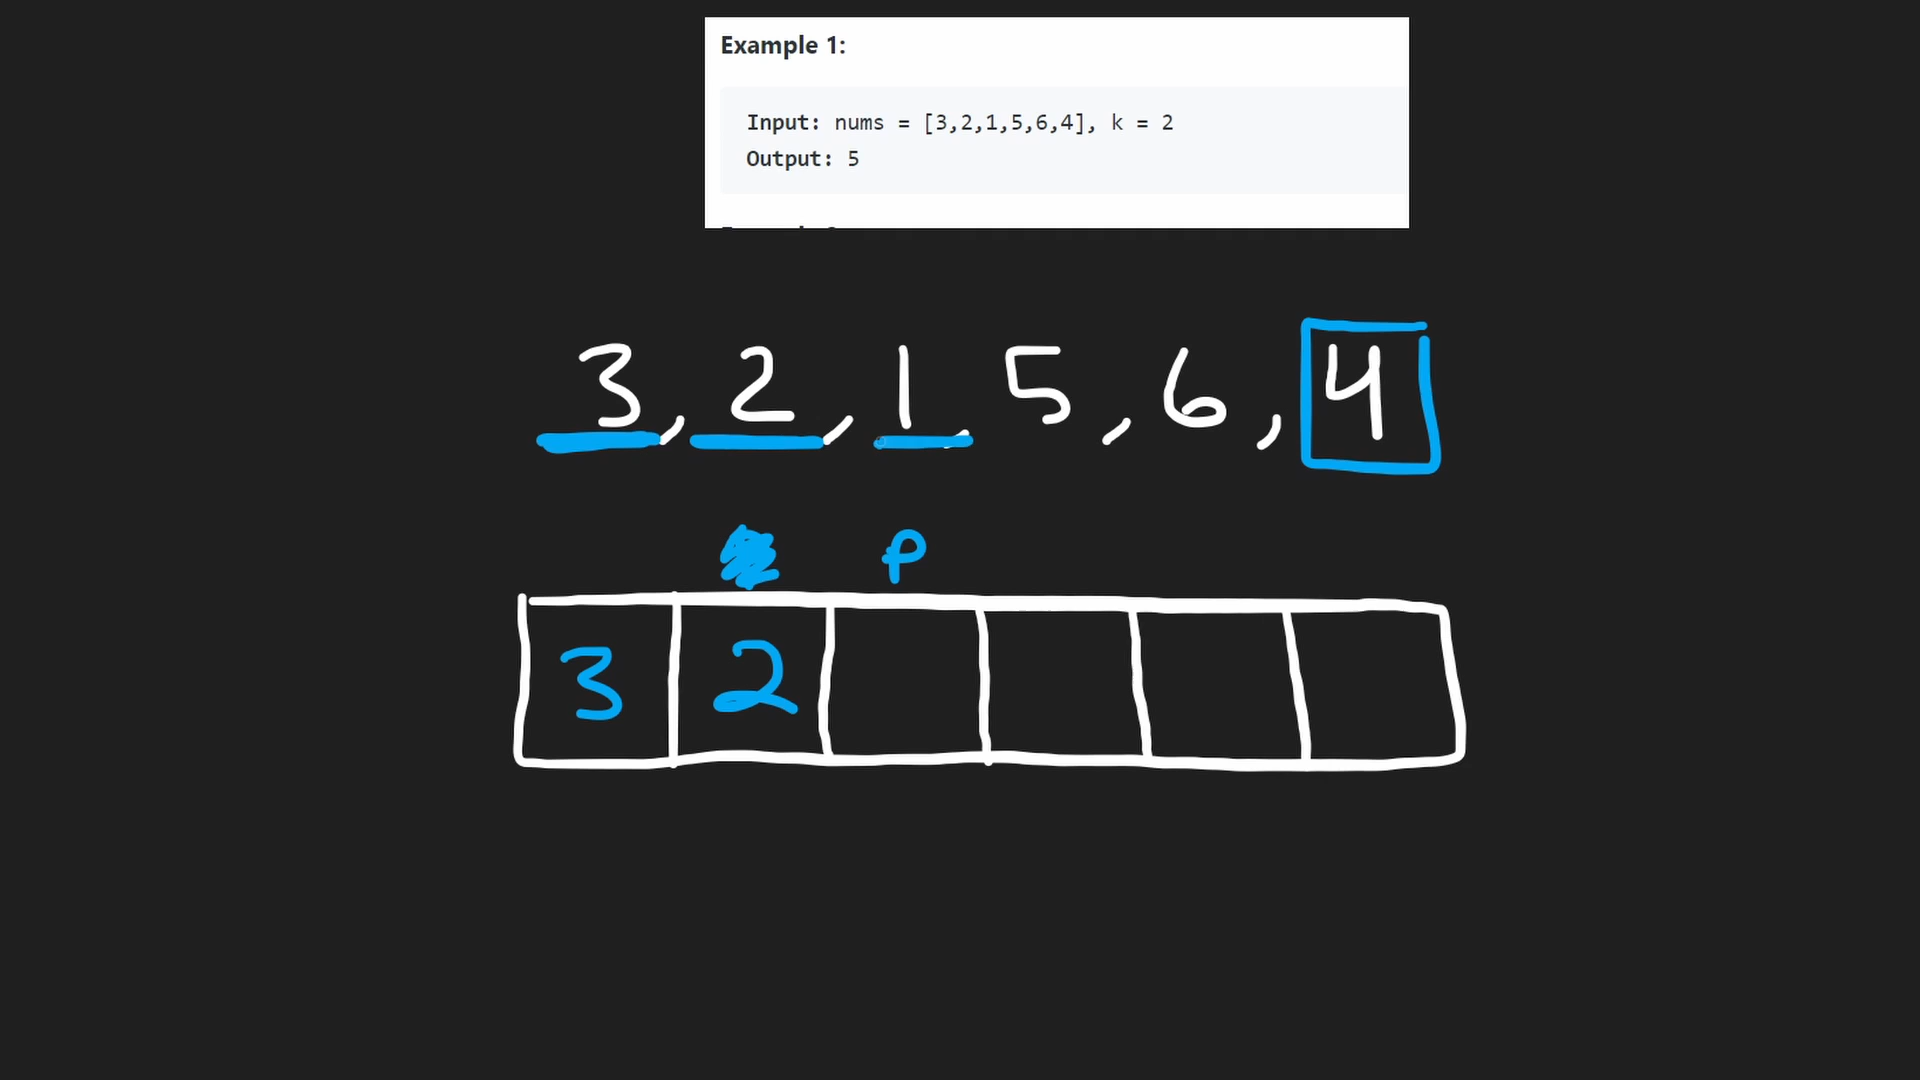 Example 1:
Input: nums = [3,2,1,5,6,4], k = 2
Output: 5
3, 2, 1, 5, 6, 4
P
3 2